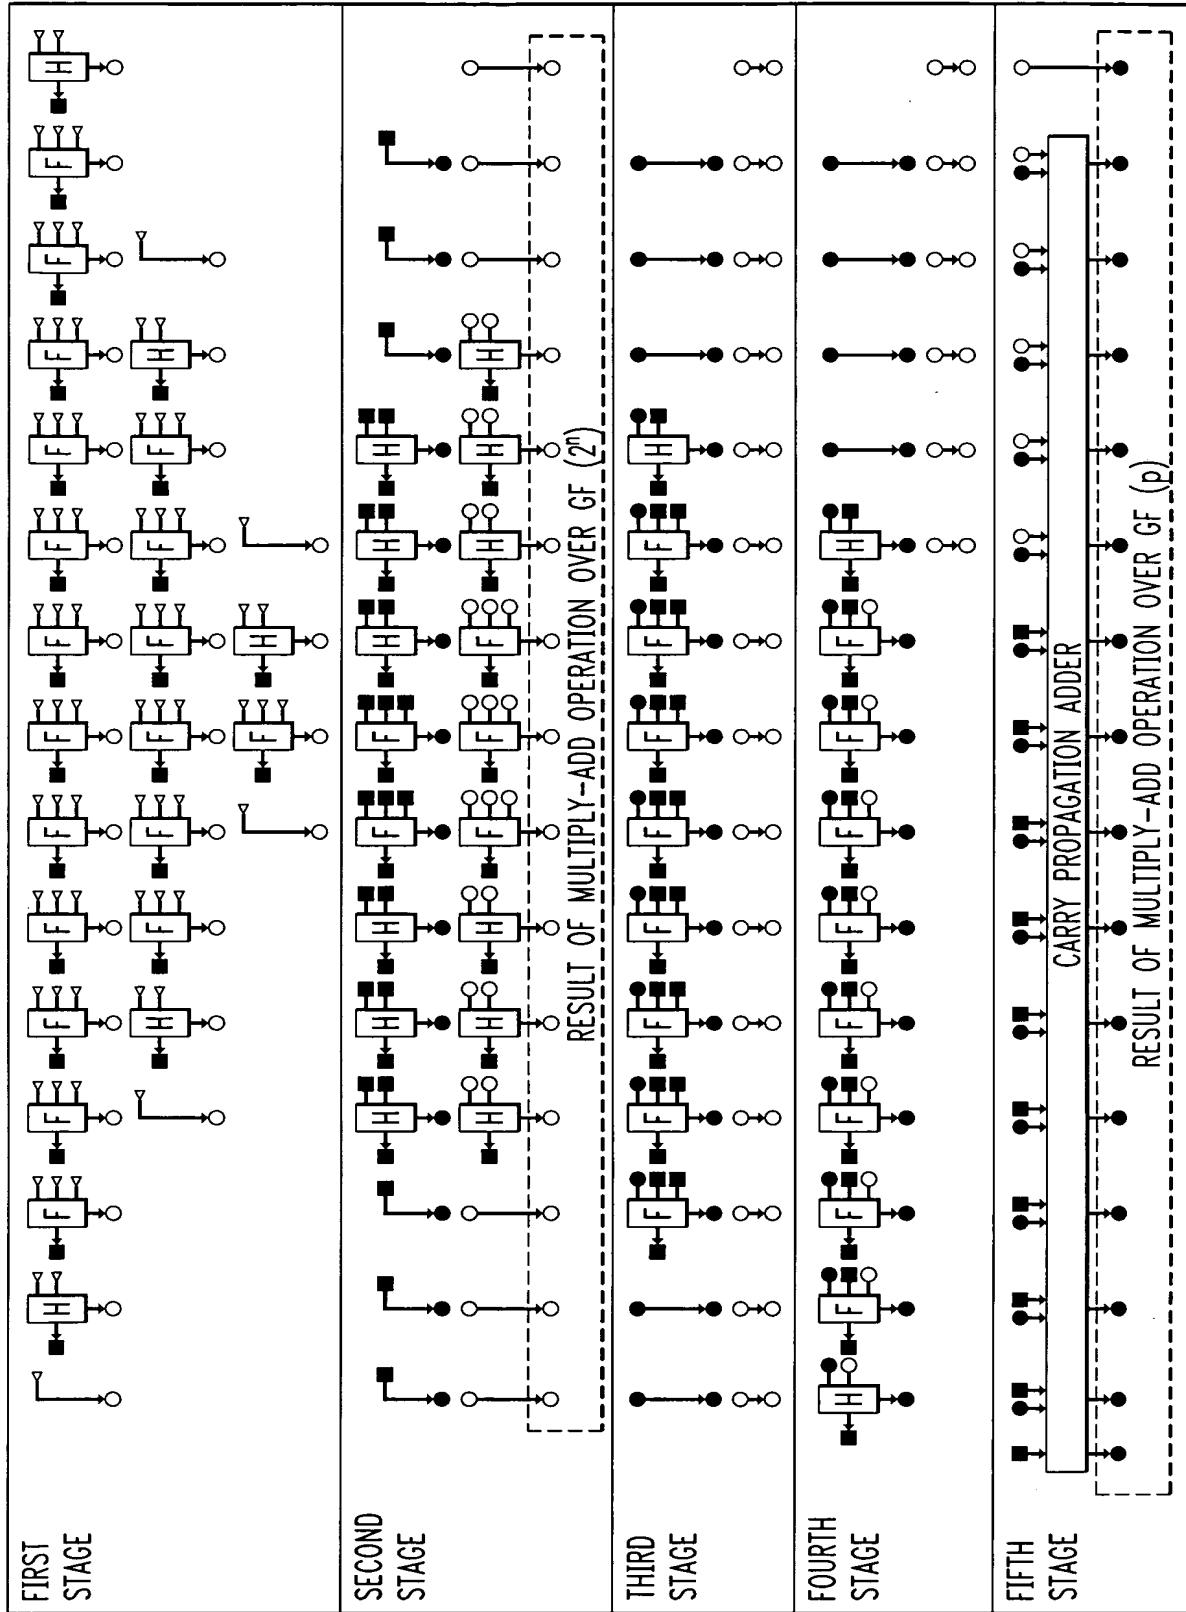 FIRST
STAGE
H F F F F F F F F F F F F H
H F F F F F F H
F H
SECOND
STAGE
H H H F F H H H
H H H F F F H H H
RESULT OF MULTIPLY-ADD OPERATION OVER GF (2ⁿ)
THIRD
STAGE
F F F F F F F F H
FOURTH
STAGE
H F F F F F F F F H
FIFTH
STAGE
CARRY PROPAGATION ADDER
RESULT OF MULTIPLY-ADD OPERATION OVER GF (p)